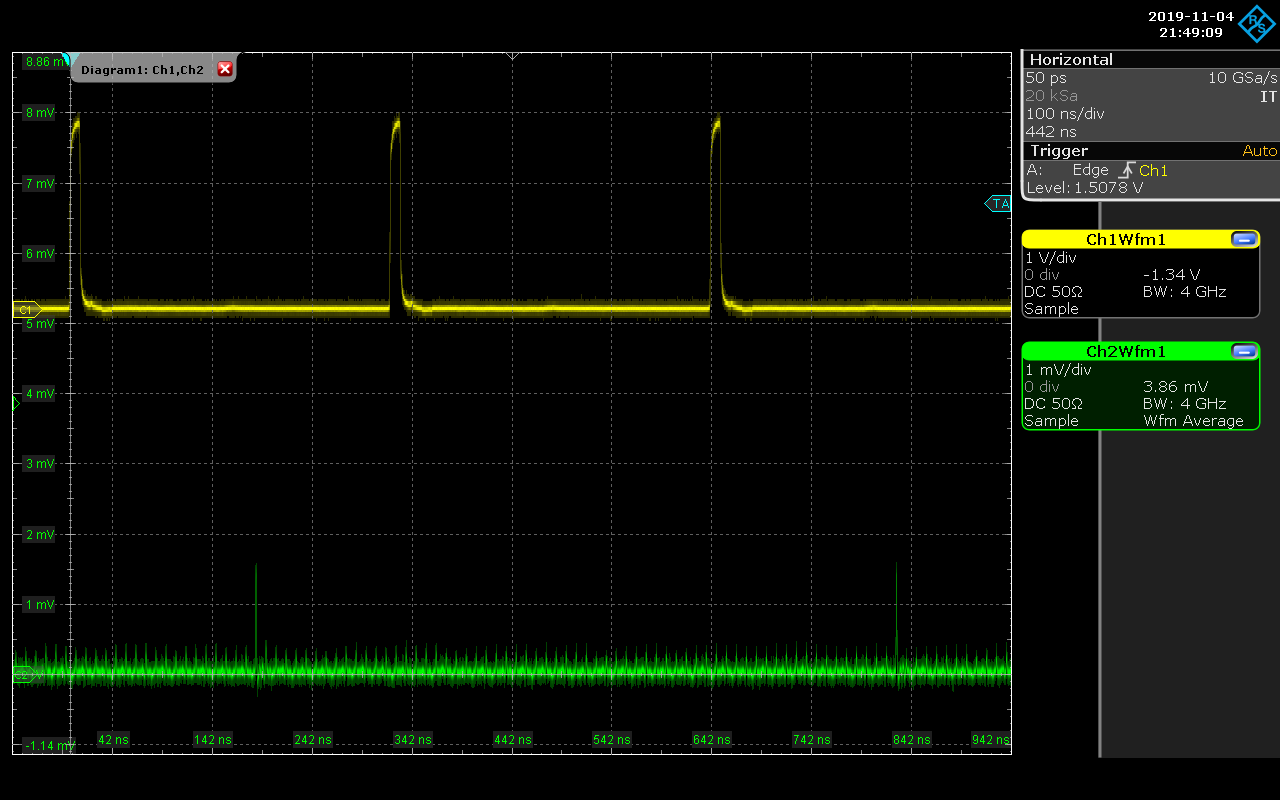 2019-11-04
21:49:09
R&S
8.86 m
Diagram1: Ch1,Ch2
8 mV
7 mV
6 mV
C1
5 mV
4 mV
3 mV
2 mV
1 mV
C2
-1.14 mV
42 ns 142 ns 242 ns 342 ns 442 ns 542 ns 642 ns 742 ns 842 ns 942 ns
TA
Horizontal
50 ps 10 GSa/s
20 kSa IT
100 ns/div
442 ns
Trigger Auto
A: Edge Ch1
Level: 1.5078 V
Ch1Wfm1
1 V/div
0 div -1.34 V
DC 50Ω BW: 4 GHz
Sample
Ch2Wfm1
1 mV/div
0 div 3.86 mV
DC 50Ω BW: 4 GHz
Sample Wfm Average